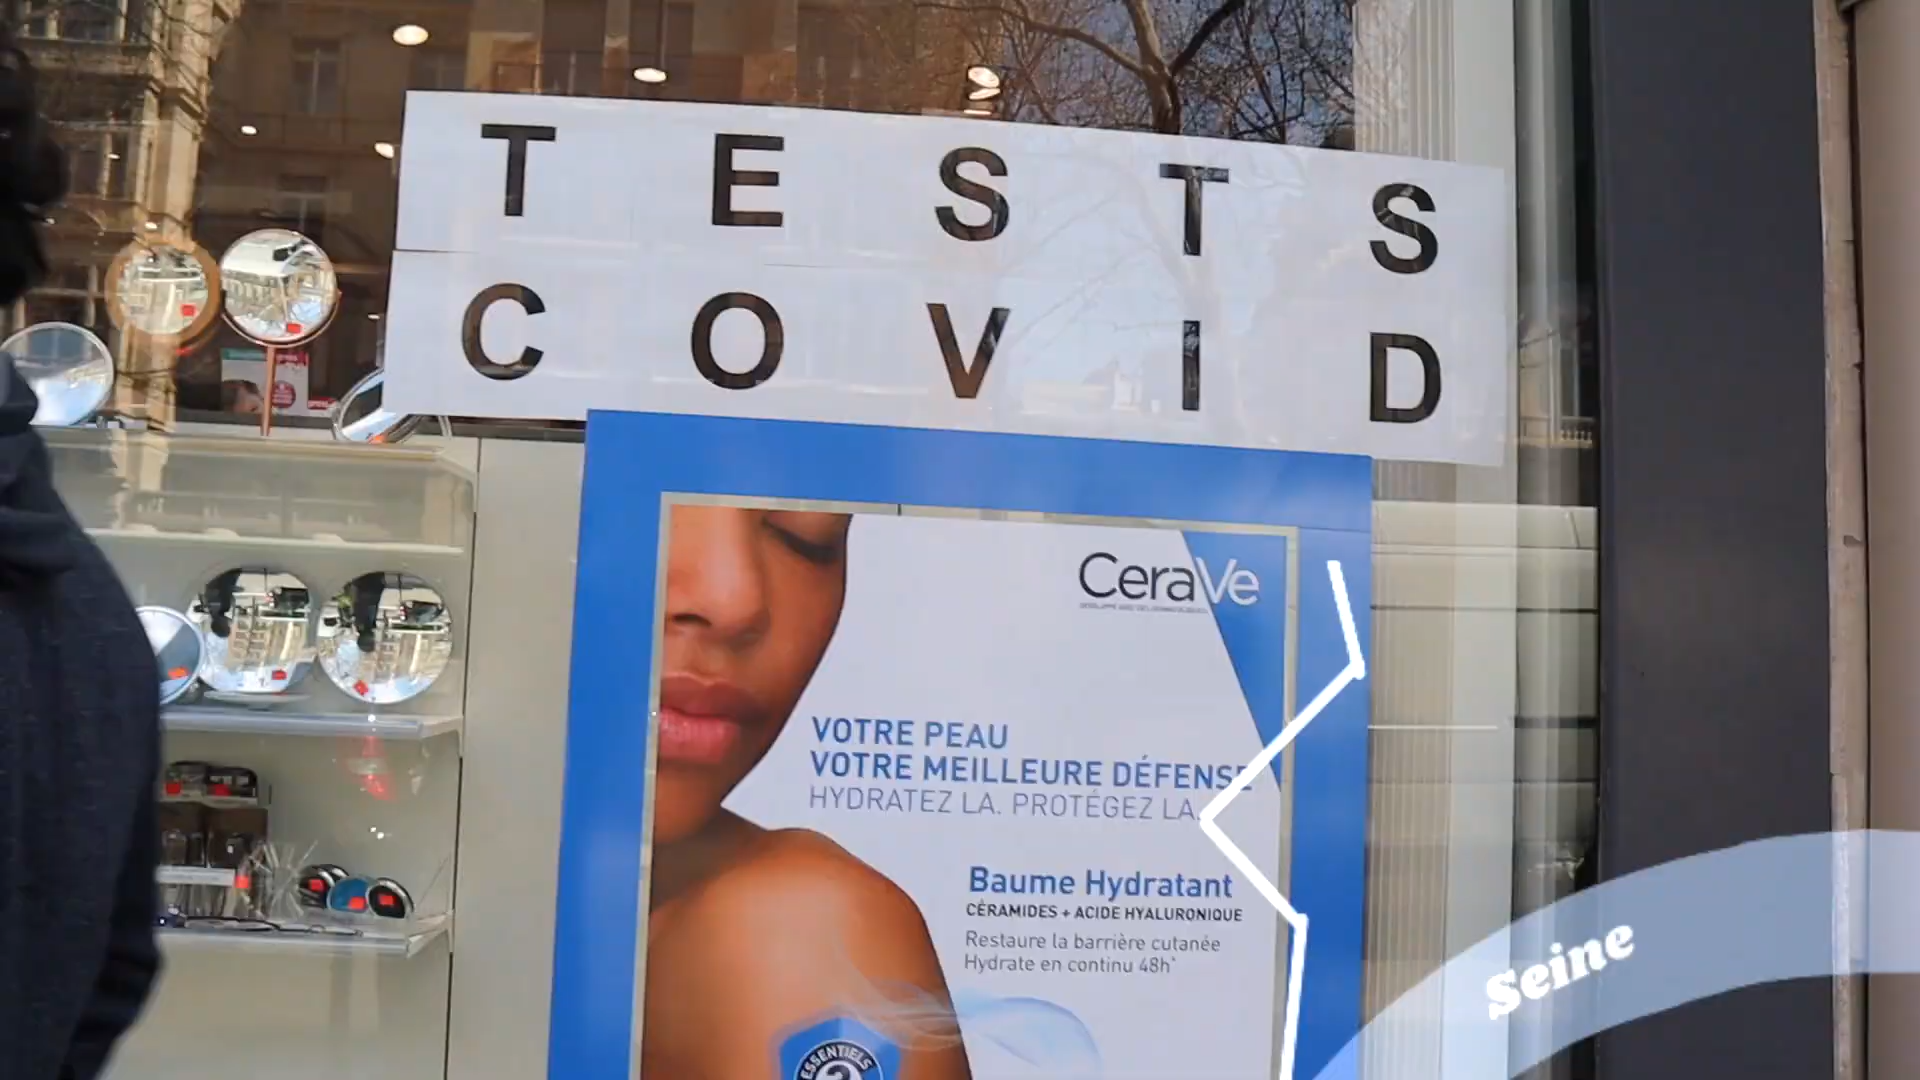 TESTS
COVID
CeraVe
VOTRE PEAU
VOTRE MEILLEURE DÉFENSE
HYDRATEZ LA. PROTÉGEZ LA.
Baume Hydratant
CÉRAMIDES + ACIDE HYALURONIQUE
Restaure la barrière cutanée
Hydrate en continu 48h*
ESSENTIELS
Seine